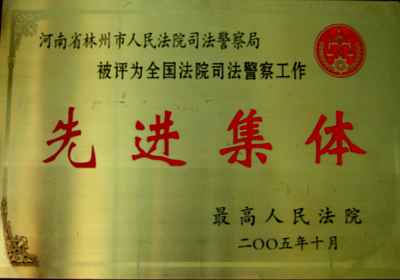 河南省林州市人民法院司法警察局
被评为全国法院司法警察工作
先进集体
最高人民法院
二〇〇五年十月